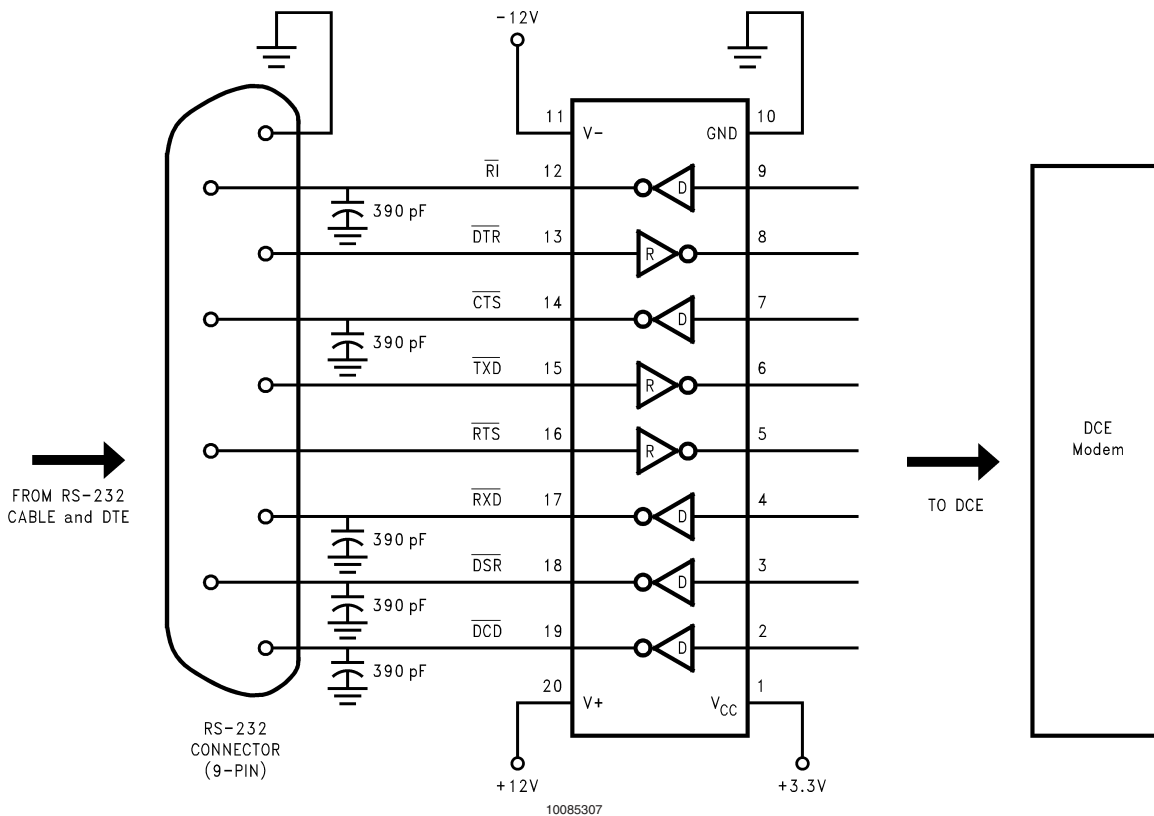 -12V
11
V-
GND
10
RI
12
D
9
390 pF
DTR
13
R
8
CTS
14
D
7
390 pF
TXD
15
R
6
RTS
16
R
5
DCE
Modem
FROM RS-232
CABLE and DTE
TO DCE
RXD
17
D
4
390 pF
DSR
18
D
3
390 pF
DCD
19
D
2
390 pF
20
V+
VCC
1
RS-232
CONNECTOR
(9-PIN)
+12V
+3.3V
10085307